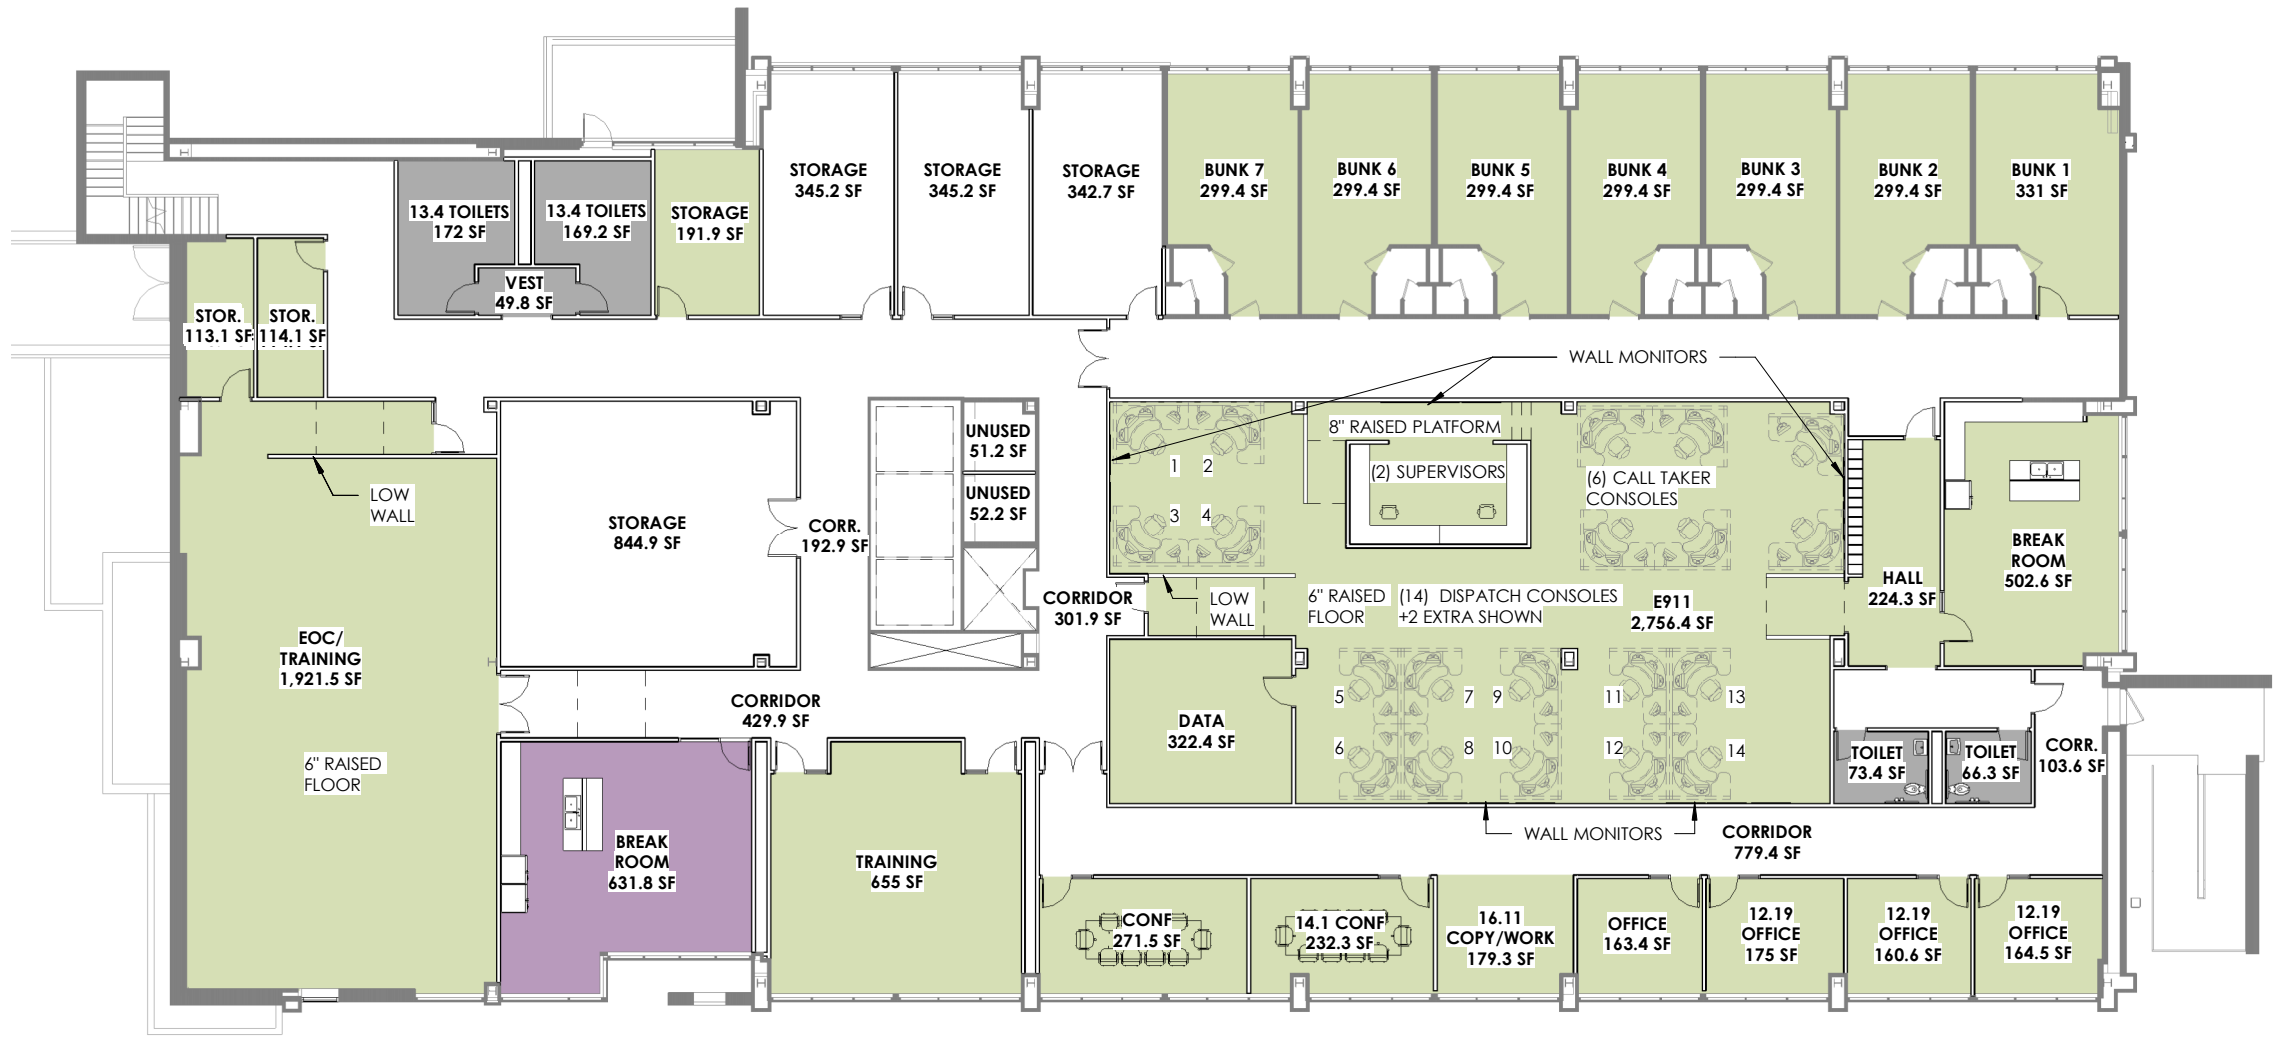 STORAGE
345.2 SF
STORAGE
345.2 SF
STORAGE
342.7 SF
BUNK 7
299.4 SF
BUNK 6
299.4 SF
BUNK 5
299.4 SF
BUNK 4
299.4 SF
BUNK 3
299.4 SF
BUNK 2
299.4 SF
BUNK 1
331 SF
13.4 TOILETS
172 SF
13.4 TOILETS
169.2 SF
STORAGE
191.9 SF
VEST
49.8 SF
STOR.
113.1 SF
STOR.
114.1 SF
WALL MONITORS
UNUSED
51.2 SF
UNUSED
52.2 SF
8" RAISED PLATFORM
(2) SUPERVISORS
(6) CALL TAKER
CONSOLES
1
2
3
4
LOW
WALL
STORAGE
844.9 SF
CORR.
192.9 SF
BREAK
ROOM
502.6 SF
HALL
224.3 SF
CORRIDOR
301.9 SF
LOW
WALL
6" RAISED
FLOOR
(14) DISPATCH CONSOLES
+2 EXTRA SHOWN
E911
2,756.4 SF
EOC/
TRAINING
1,921.5 SF
CORRIDOR
429.9 SF
DATA
322.4 SF
5
7
9
11
13
6
8
10
12
14
TOILET
73.4 SF
TOILET
66.3 SF
CORR.
103.6 SF
6" RAISED
FLOOR
WALL MONITORS
CORRIDOR
779.4 SF
BREAK
ROOM
631.8 SF
TRAINING
655 SF
CONF
271.5 SF
14.1 CONF
232.3 SF
16.11
COPY/WORK
179.3 SF
OFFICE
163.4 SF
12.19
OFFICE
175 SF
12.19
OFFICE
160.6 SF
12.19
OFFICE
164.5 SF